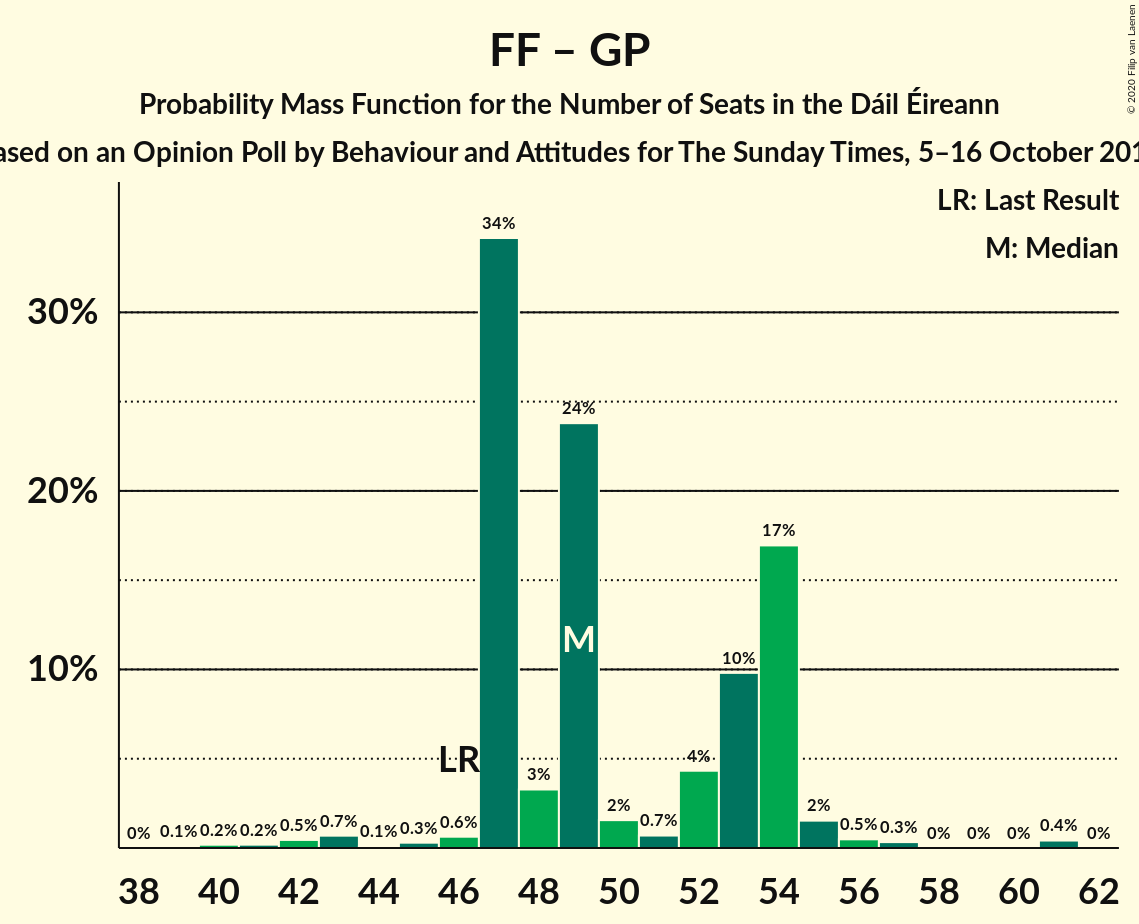 FF – GP
Probability Mass Function for the Number of Seats in the Dáil Éireann
ased on an Opinion Poll by Behaviour and Attitudes for The Sunday Times, 5–16 October 201
© 2020 Filip van Laenen
LR: Last Result
M: Median
34%
30%
24%
20%
17%
M
10%
10%
LR
4%
3%
2%
2%
0% 0.1% 0.2% 0.2% 0.5% 0.7% 0.1% 0.3% 0.6% 0.7% 0.5% 0.3% 0% 0% 0% 0.4% 0%
38 40 42 44 46 48 50 52 54 56 58 60 62